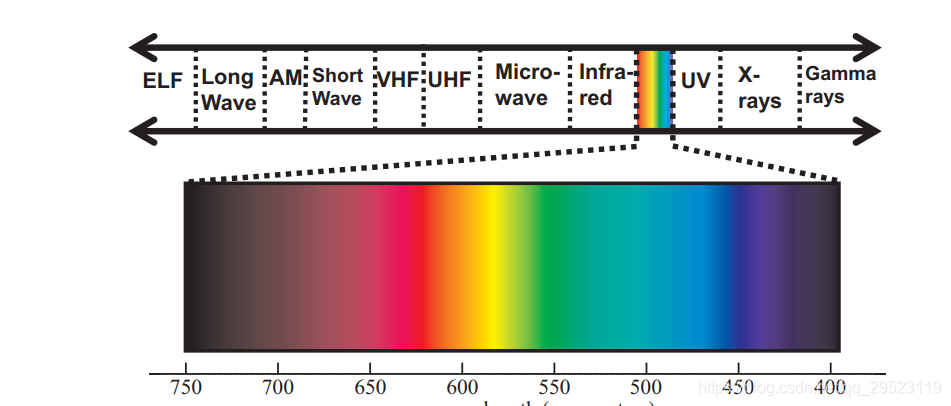 ELF Long Wave AM Short Wave VHF UHF Micro- wave Infra- red UV X- rays Gamma rays
750 700 650 600 550 500 450 400